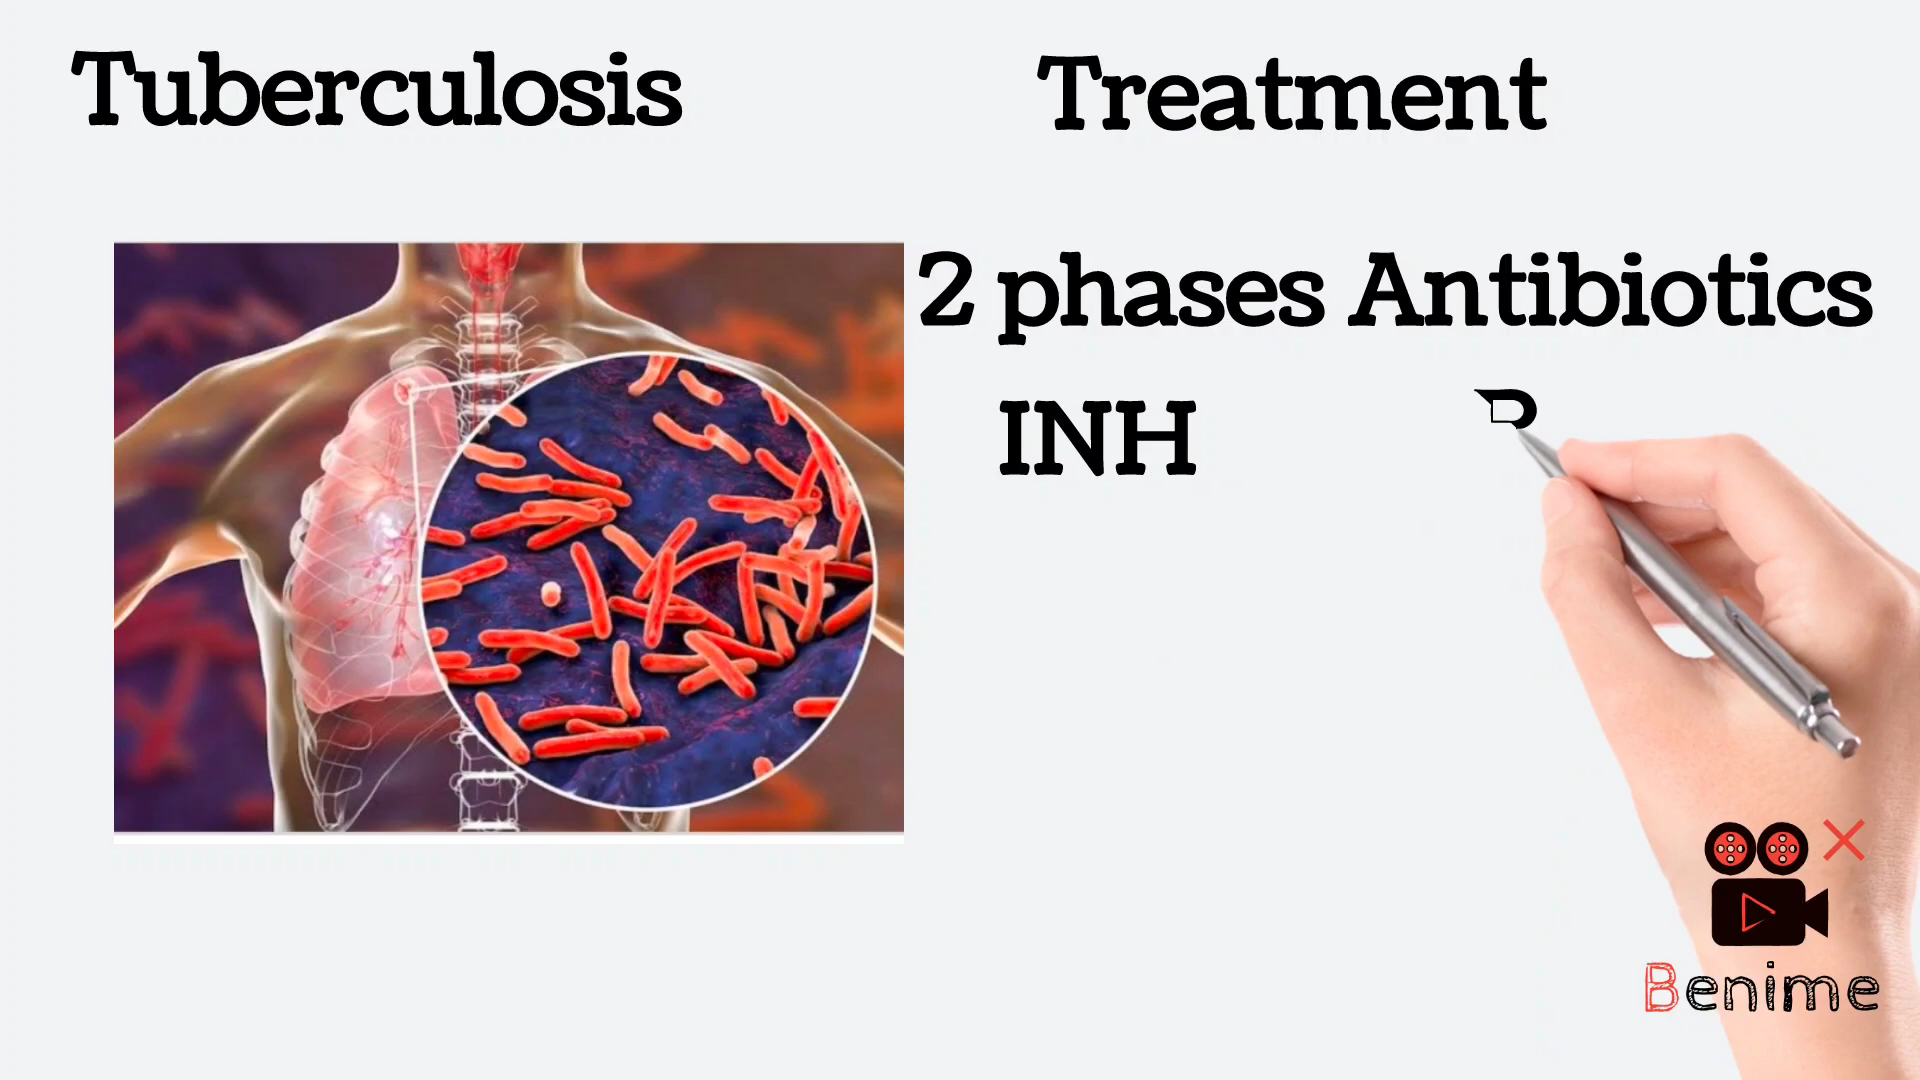 Tuberculosis
Treatment
2 phases Antibiotics
INH
Benime